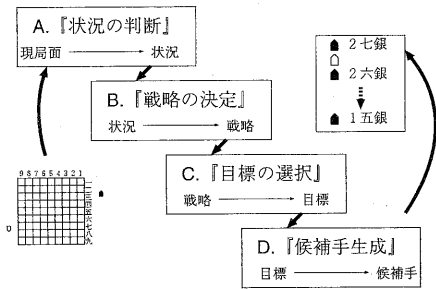 A.『状況の判断』
現局面 → 状況
B.『戦略の決定』
状況 → 戦略
C.『目標の選択』
戦略 → 目標
D.『候補手生成』
目標 → 候補手
２七銀
２六銀
１五銀
9 8 7 6 5 4 3 2 1
一
二
三
四
五
六
七
八
九